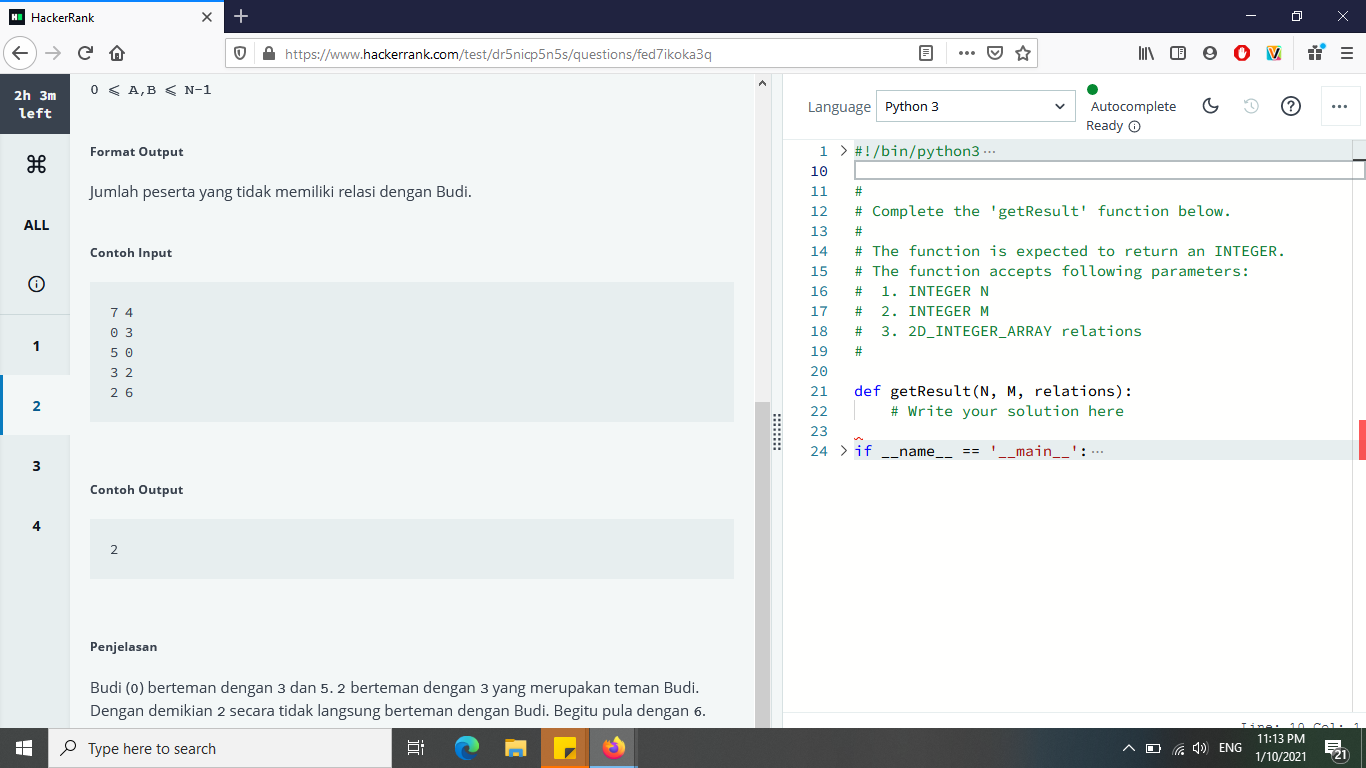 HackerRank
https://www.hackerrank.com/test/dr5nicp5n5s/questions/fed7ikoka3q
2h 3m
left
ALL
1
2
3
4
0 ⩽ A,B ⩽ N-1
Format Output
Jumlah peserta yang tidak memiliki relasi dengan Budi.
Contoh Input
7 4
0 3
5 0
3 2
2 6
Contoh Output
2
Penjelasan
Budi (0) berteman dengan 3 dan 5. 2 berteman dengan 3 yang merupakan teman Budi.
Dengan demikian 2 secara tidak langsung berteman dengan Budi. Begitu pula dengan 6.
Language Python 3
Autocomplete
Ready
1 #!/bin/python3 ···
10
11 #
12 # Complete the 'getResult' function below.
13 #
14 # The function is expected to return an INTEGER.
15 # The function accepts following parameters:
16 #  1. INTEGER N
17 #  2. INTEGER M
18 #  3. 2D_INTEGER_ARRAY relations
19 #
20
21 def getResult(N, M, relations):
22     # Write your solution here
23
24 if __name__ == '__main__': ···
Line: 10 Col: 1
Type here to search
ENG
11:13 PM
1/10/2021
21